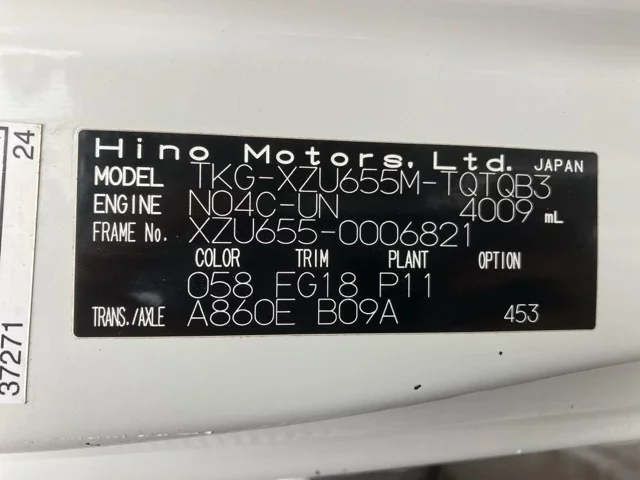 Hino Motors, Ltd. JAPAN
MODEL TKG-XZU655M-TQTQB3
ENGINE N04C-UN 4009 mL
FRAME No. XZU655-0006821
COLOR TRIM PLANT OPTION
058 FG18 P11
TRANS./AXLE A860E B09A 453
24
37271